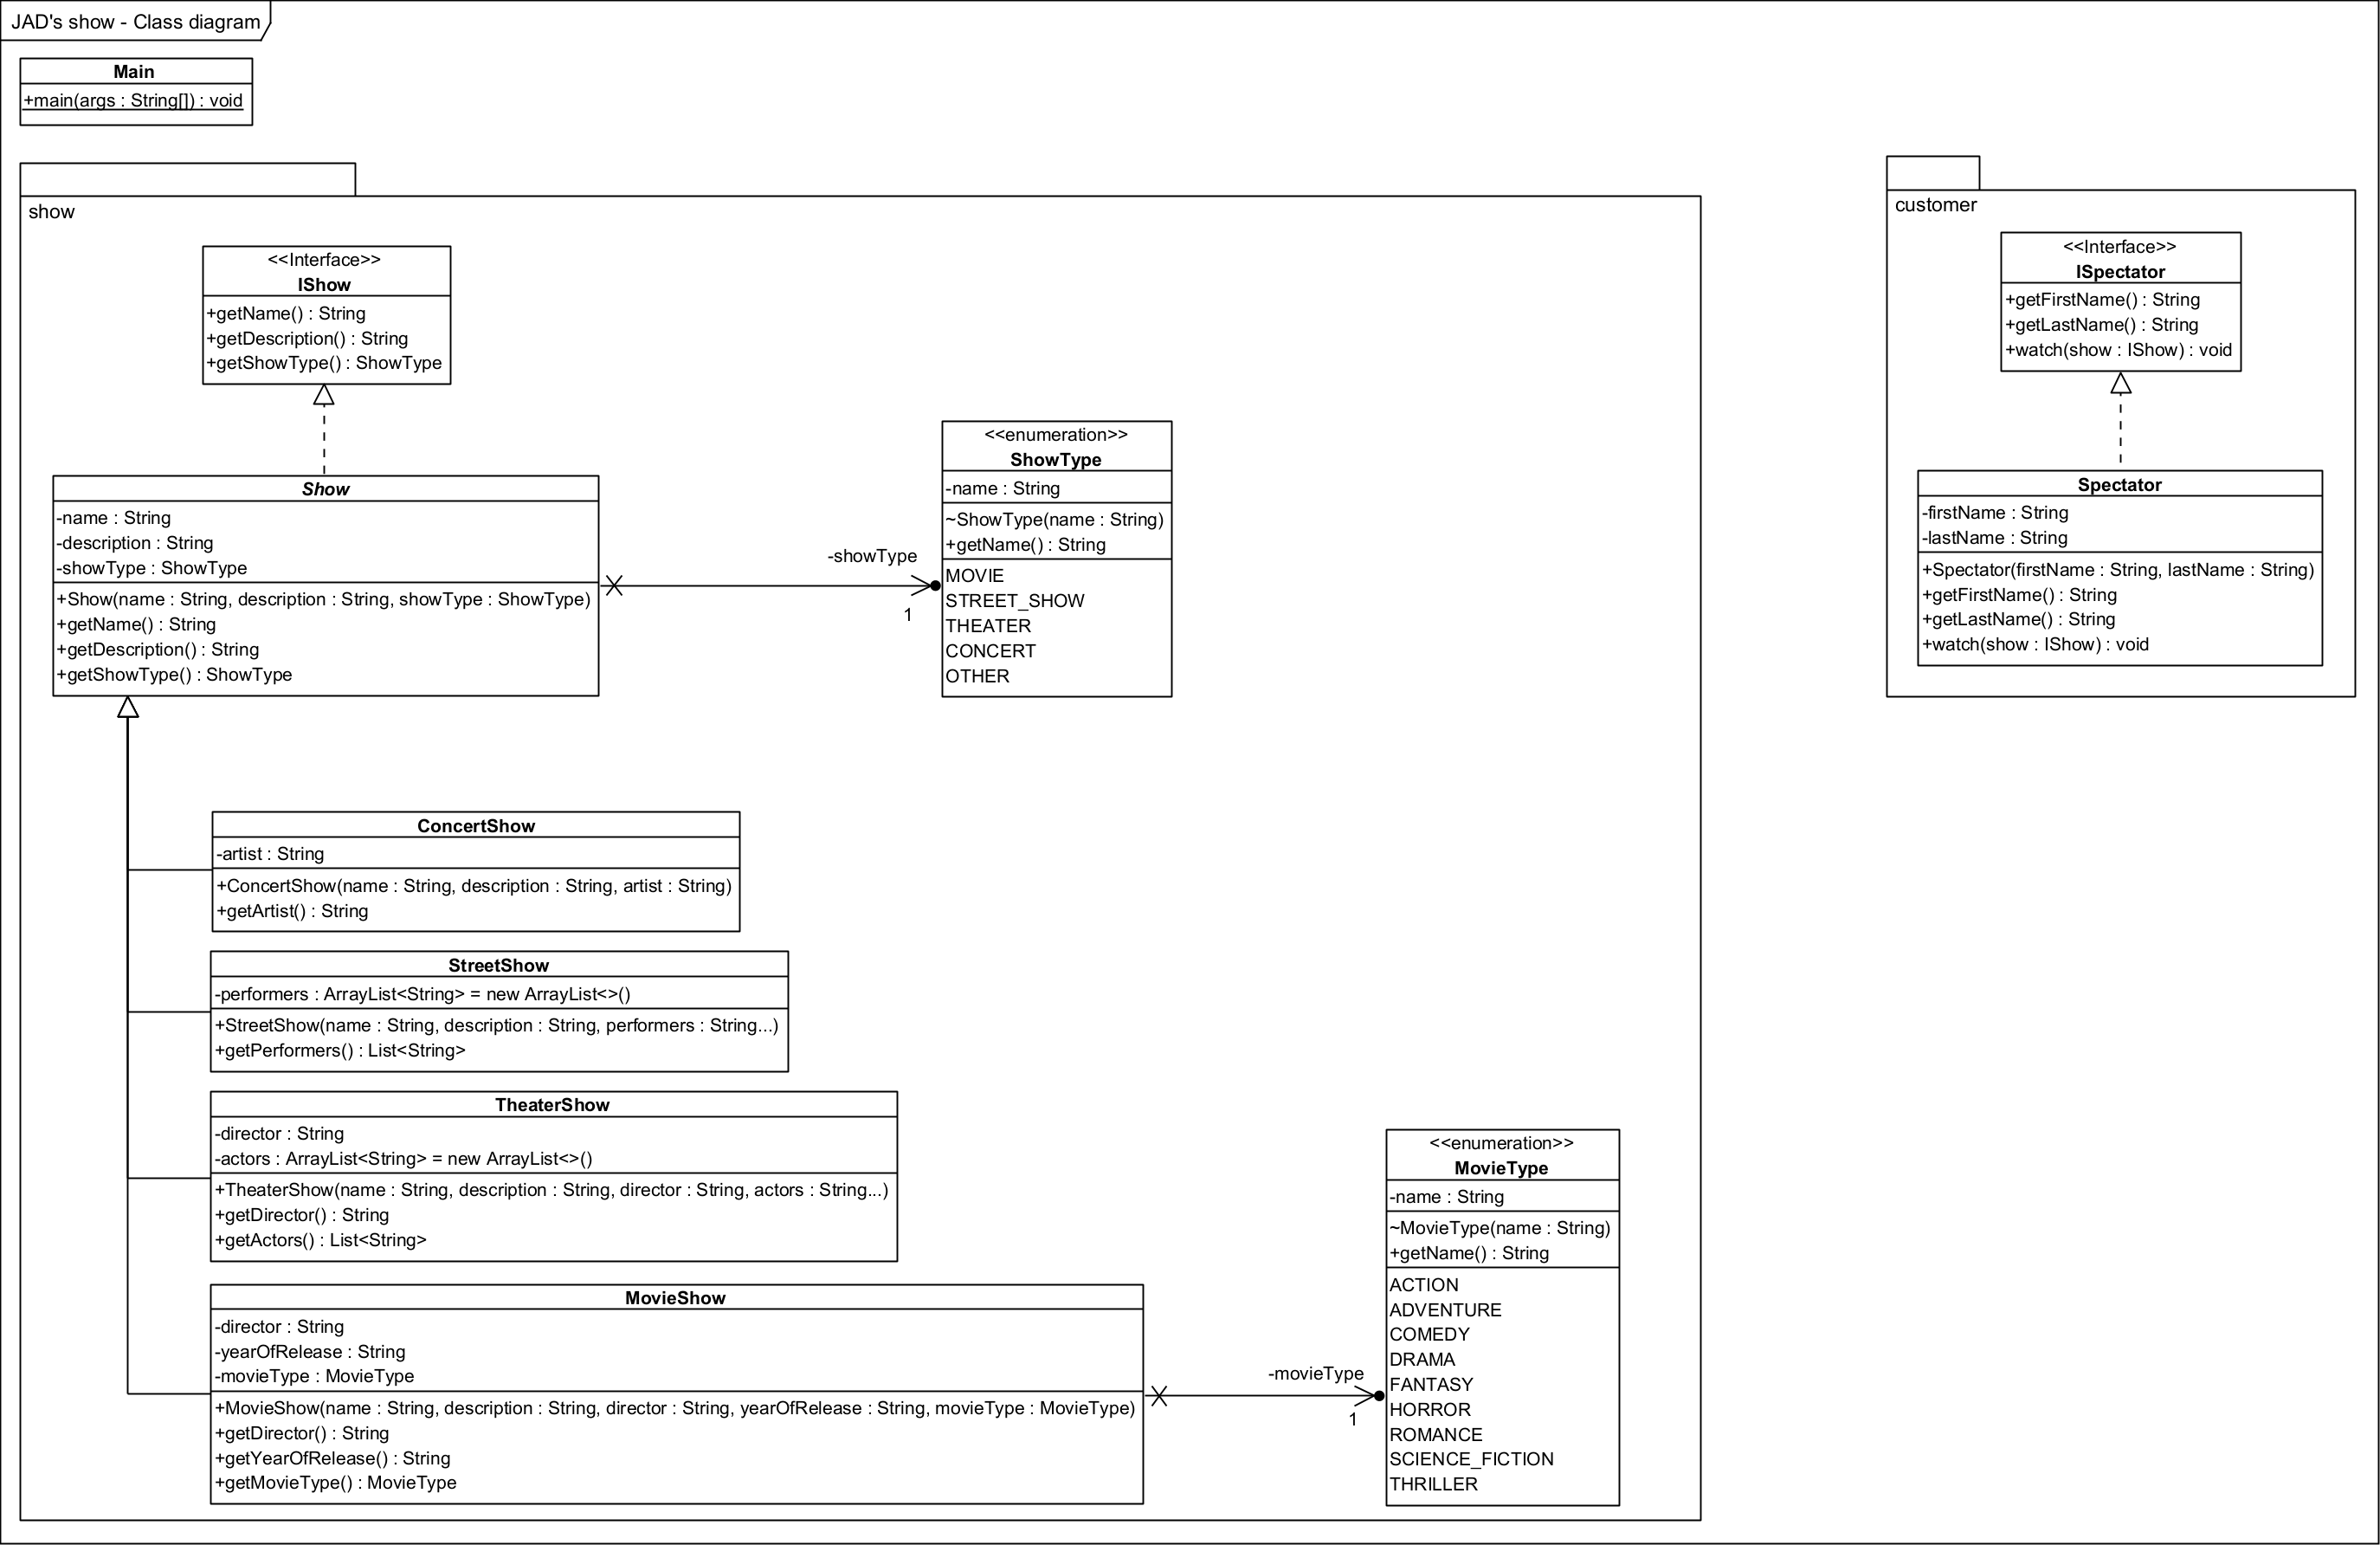 JAD's show - Class diagram
Main
+main(args : String[]) : void
show
<<Interface>>
IShow
+getName() : String
+getDescription() : String
+getShowType() : ShowType
Show
-name : String
-description : String
-showType : ShowType
+Show(name : String, description : String, showType : ShowType)
+getName() : String
+getDescription() : String
+getShowType() : ShowType
-showType
1
<<enumeration>>
ShowType
-name : String
~ShowType(name : String)
+getName() : String
MOVIE
STREET_SHOW
THEATER
CONCERT
OTHER
ConcertShow
-artist : String
+ConcertShow(name : String, description : String, artist : String)
+getArtist() : String
StreetShow
-performers : ArrayList<String> = new ArrayList<>()
+StreetShow(name : String, description : String, performers : String...)
+getPerformers() : List<String>
TheaterShow
-director : String
-actors : ArrayList<String> = new ArrayList<>()
+TheaterShow(name : String, description : String, director : String, actors : String...)
+getDirector() : String
+getActors() : List<String>
MovieShow
-director : String
-yearOfRelease : String
-movieType : MovieType
+MovieShow(name : String, description : String, director : String, yearOfRelease : String, movieType : MovieType)
+getDirector() : String
+getYearOfRelease() : String
+getMovieType() : MovieType
-movieType
1
<<enumeration>>
MovieType
-name : String
~MovieType(name : String)
+getName() : String
ACTION
ADVENTURE
COMEDY
DRAMA
FANTASY
HORROR
ROMANCE
SCIENCE_FICTION
THRILLER
customer
<<Interface>>
ISpectator
+getFirstName() : String
+getLastName() : String
+watch(show : IShow) : void
Spectator
-firstName : String
-lastName : String
+Spectator(firstName : String, lastName : String)
+getFirstName() : String
+getLastName() : String
+watch(show : IShow) : void